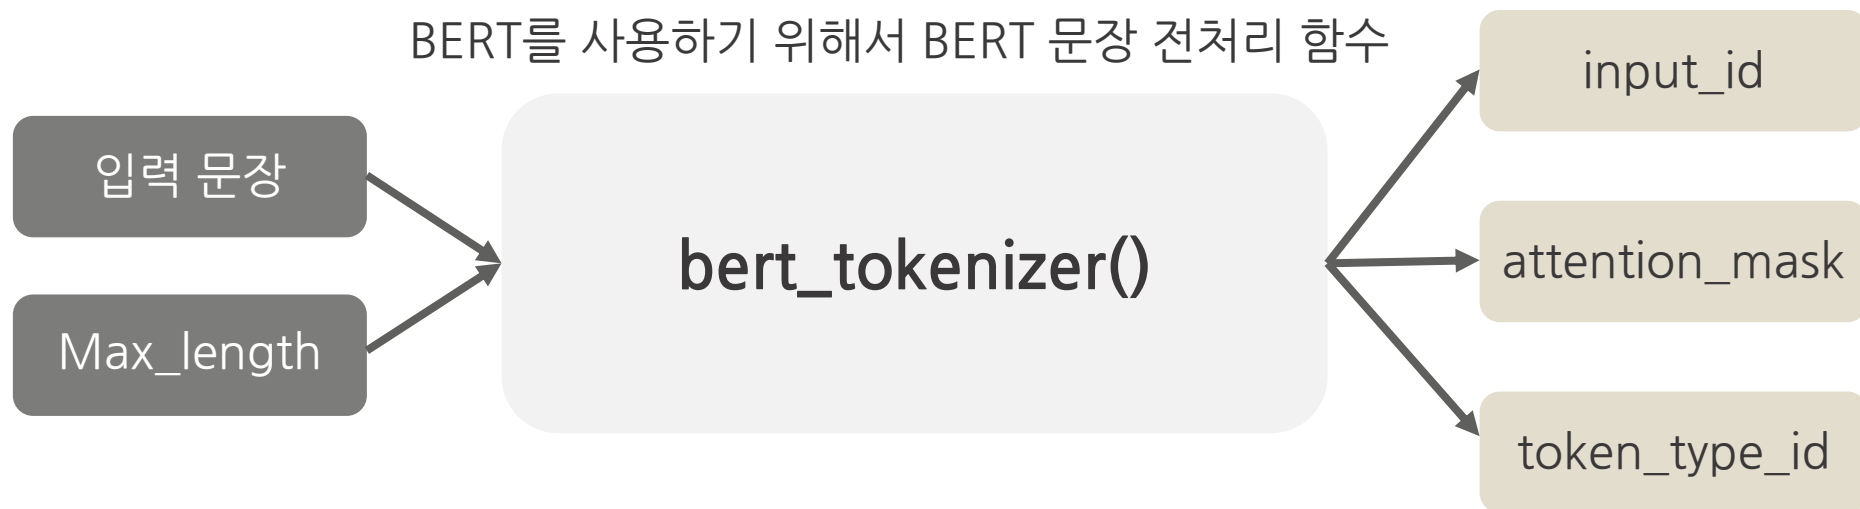 BERT를 사용하기 위해서 BERT 문장 전처리 함수
입력 문장
Max_length
bert_tokenizer()
input_id
attention_mask
token_type_id